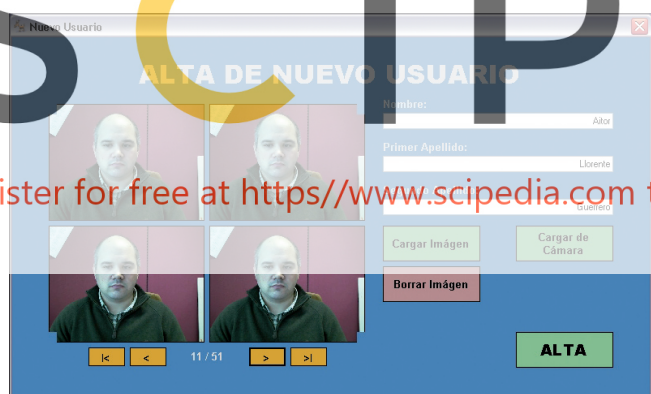 Nuevo Usuario
SCIP
ALTA DE NUEVO USUARIO
Nombre:
Aitor
Primer Apellido:
Llorente
ister for free at https//www.scipedia.com t
Guerrero
Cargar Imágen
Cargar de
Cámara
Borrar Imágen
|<
<
11 / 51
>
>|
ALTA